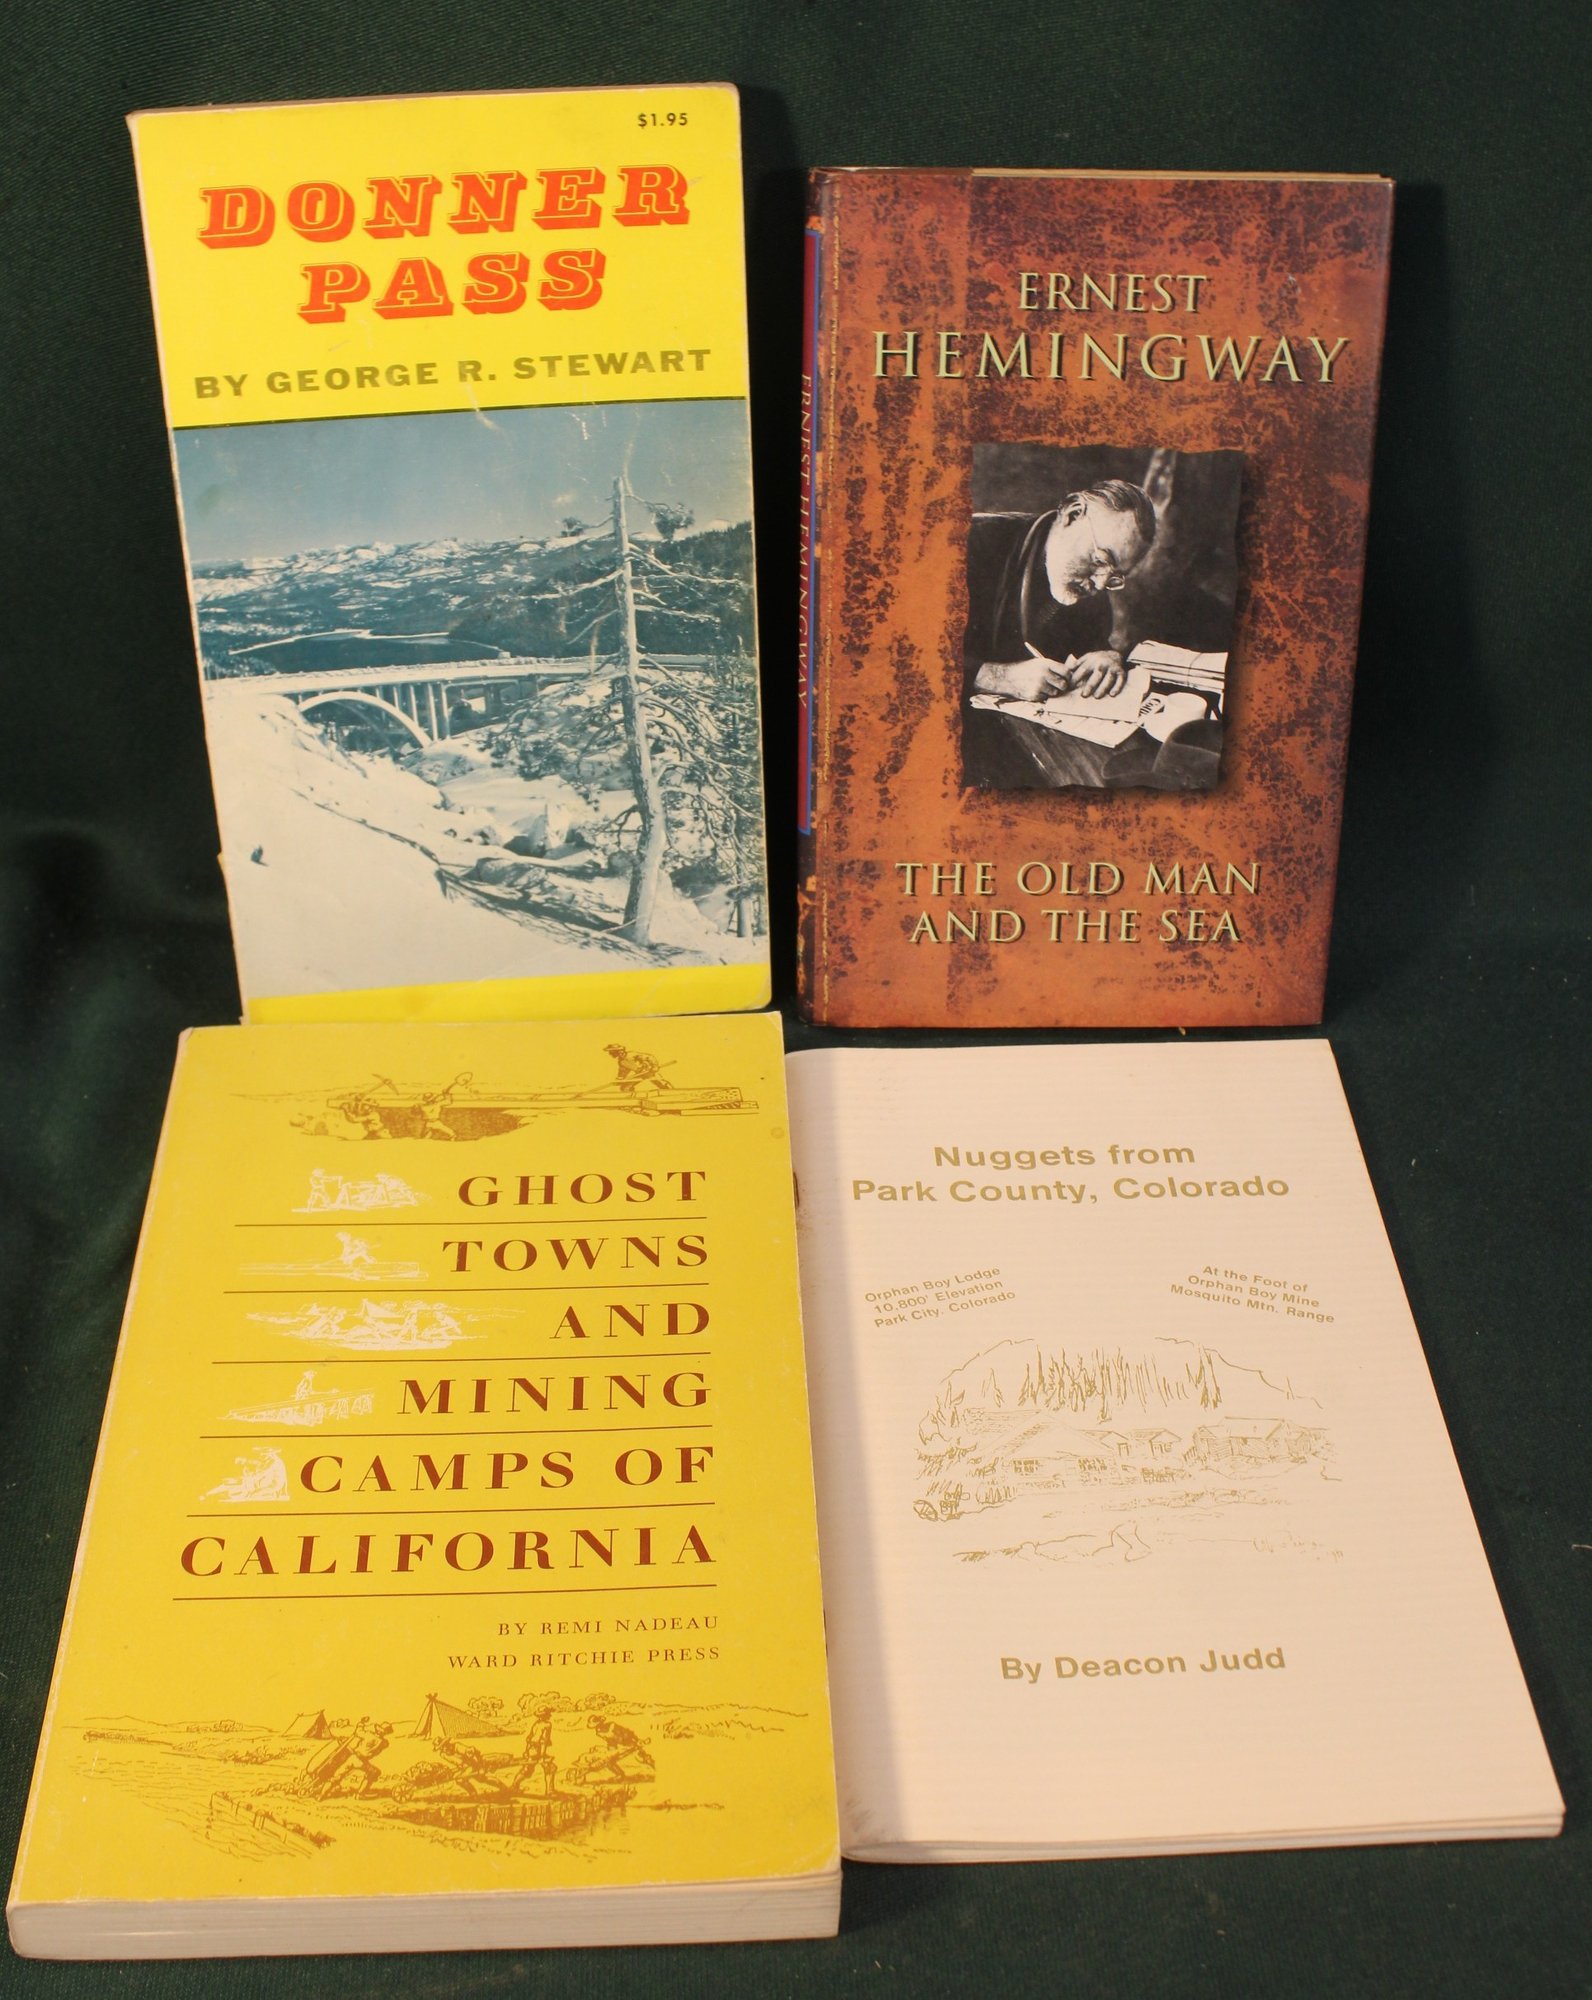 $1.95
DONNER
PASS
BY GEORGE R. STEWART
ERNEST HEMINGWAY
ERNEST
HEMINGWAY
THE OLD MAN
AND THE SEA
GHOST
TOWNS
AND
MINING
CAMPS OF
CALIFORNIA
BY REMI NADEAU
WARD RITCHIE PRESS
Nuggets from
Park County, Colorado
Orphan Boy Lodge
10,800' Elevation
Park City, Colorado
At the Foot of
Orphan Boy Mine
Mosquito Mtn. Range
By Deacon Judd